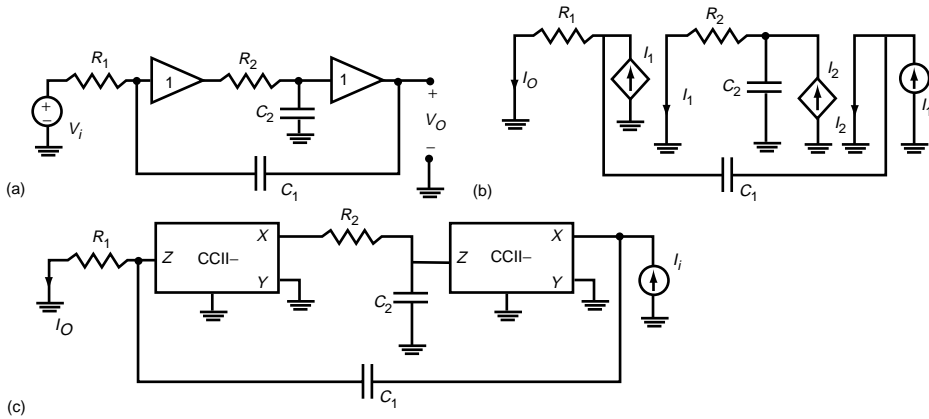 R1
1
R2
1
C2
Vi
+
−
+
VO
−
C1
(a)
R1
I1
R2
IO
I1
C2
I2
I2
C1
(b)
R1
Z
CCII−
X
Y
R2
C2
Z
CCII−
X
Y
Ii
IO
C1
(c)